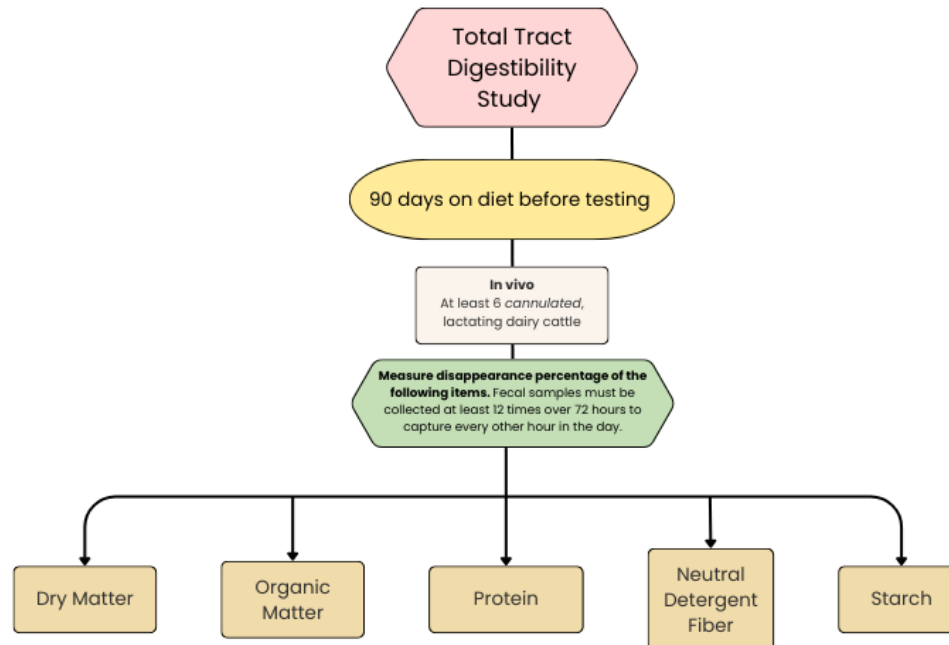 Total Tract
Digestibility
Study
90 days on diet before testing
In vivo
At least 6 cannulated,
lactating dairy cattle
Measure disappearance percentage of the
following items. Fecal samples must be
collected at least 12 times over 72 hours to
capture every other hour in the day.
Dry Matter
Organic
Matter
Protein
Neutral
Detergent
Fiber
Starch